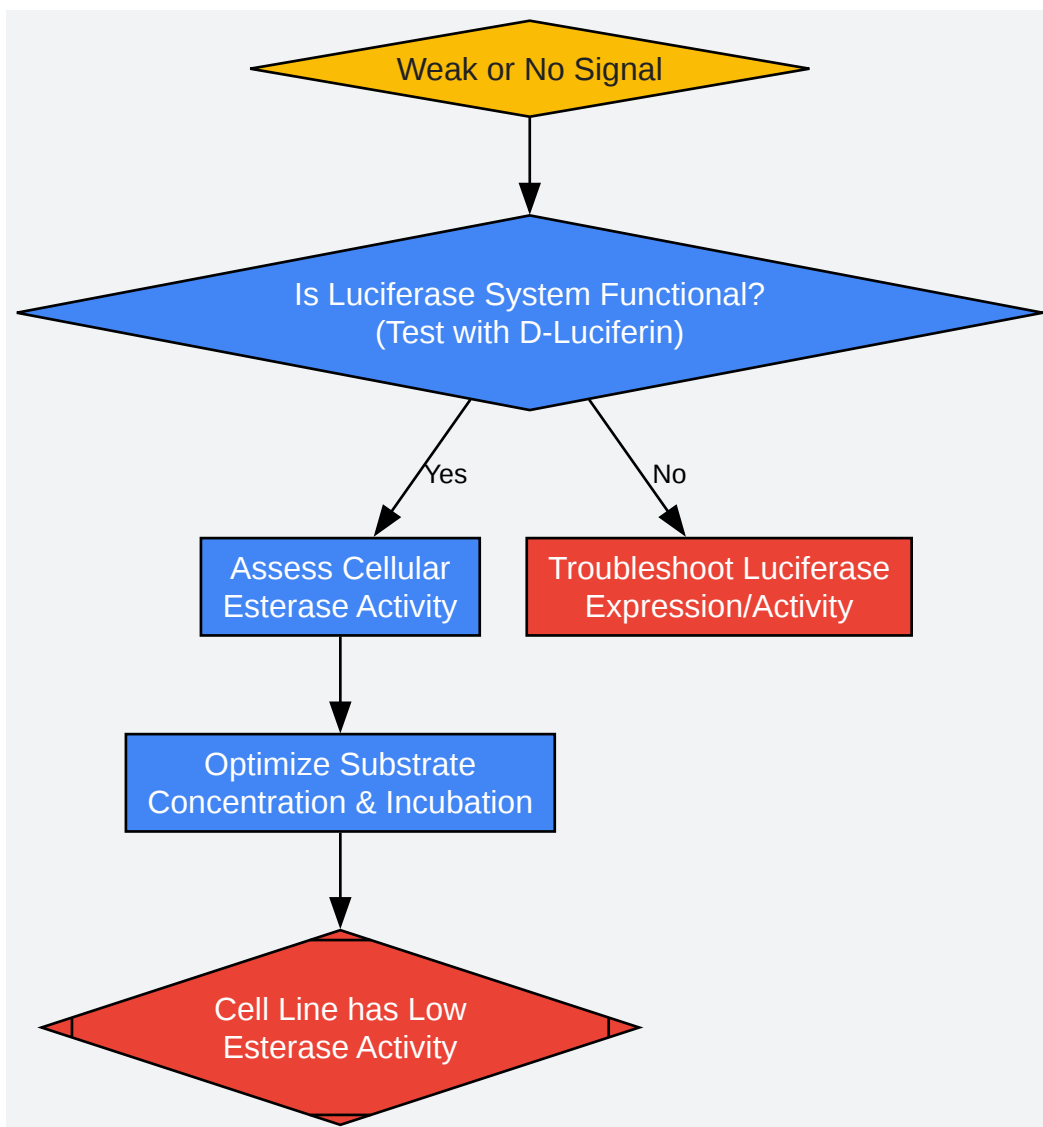 Weak or No Signal
Is Luciferase System Functional?
(Test with D-Luciferin)
Yes
No
Assess Cellular
Esterase Activity
Troubleshoot Luciferase
Expression/Activity
Optimize Substrate
Concentration & Incubation
Cell Line has Low
Esterase Activity